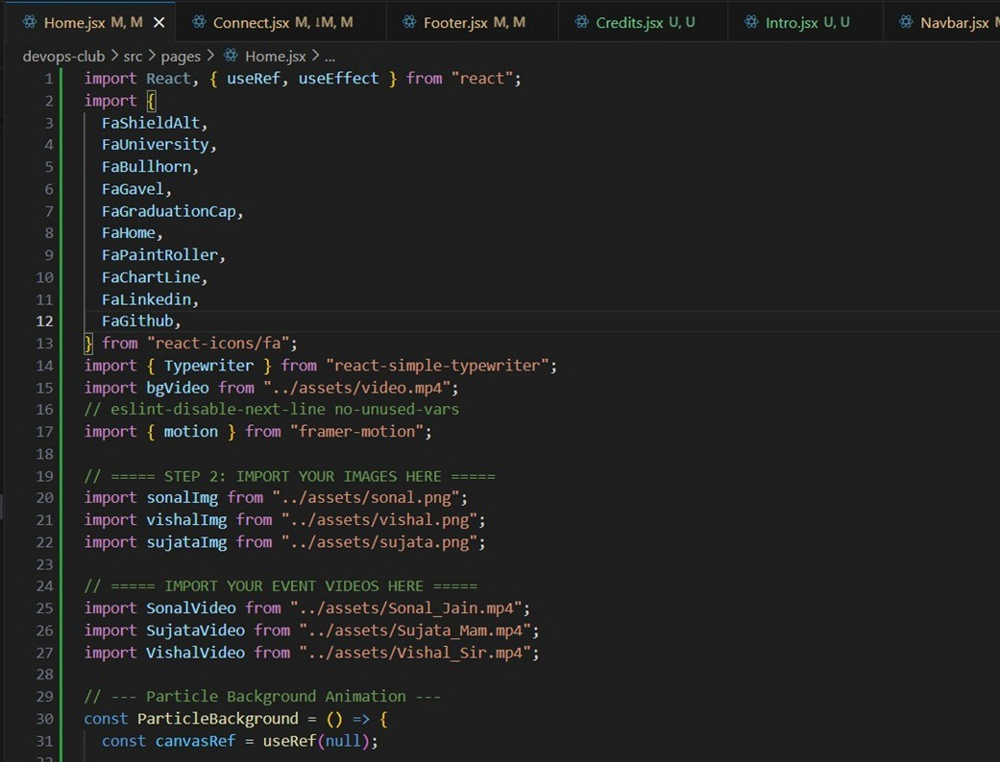 Home.jsx M, M Connect.jsx M, ↓M, M Footer.jsx M, M Credits.jsx U, U Intro.jsx U, U Navbar.jsx
devops-club > src > pages > Home.jsx > ...
1 import React, { useRef, useEffect } from "react";
2 import {
3 FaShieldAlt,
4 FaUniversity,
5 FaBullhorn,
6 FaGavel,
7 FaGraduationCap,
8 FaHome,
9 FaPaintRoller,
10 FaChartLine,
11 FaLinkedin,
12 FaGithub,
13 } from "react-icons/fa";
14 import { Typewriter } from "react-simple-typewriter";
15 import bgVideo from "../assets/video.mp4";
16 // eslint-disable-next-line no-unused-vars
17 import { motion } from "framer-motion";
18
19 // ===== STEP 2: IMPORT YOUR IMAGES HERE =====
20 import sonalImg from "../assets/sonal.png";
21 import vishalImg from "../assets/vishal.png";
22 import sujataImg from "../assets/sujata.png";
23
24 // ===== IMPORT YOUR EVENT VIDEOS HERE =====
25 import SonalVideo from "../assets/Sonal_Jain.mp4";
26 import SujataVideo from "../assets/Sujata_Mam.mp4";
27 import VishalVideo from "../assets/Vishal_Sir.mp4";
28
29 // --- Particle Background Animation ---
30 const ParticleBackground = () => {
31 const canvasRef = useRef(null);